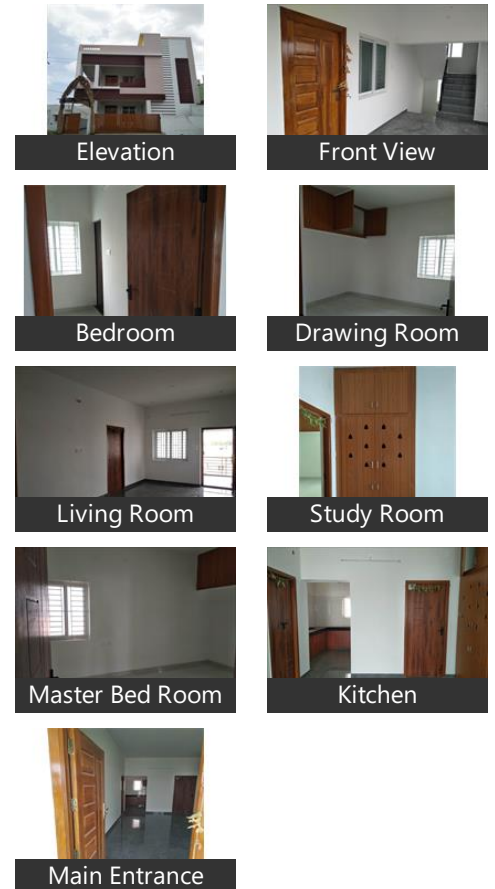 Elevation
Front View
Bedroom
Drawing Room
Living Room
Study Room
Master Bed Room
Kitchen
Main Entrance